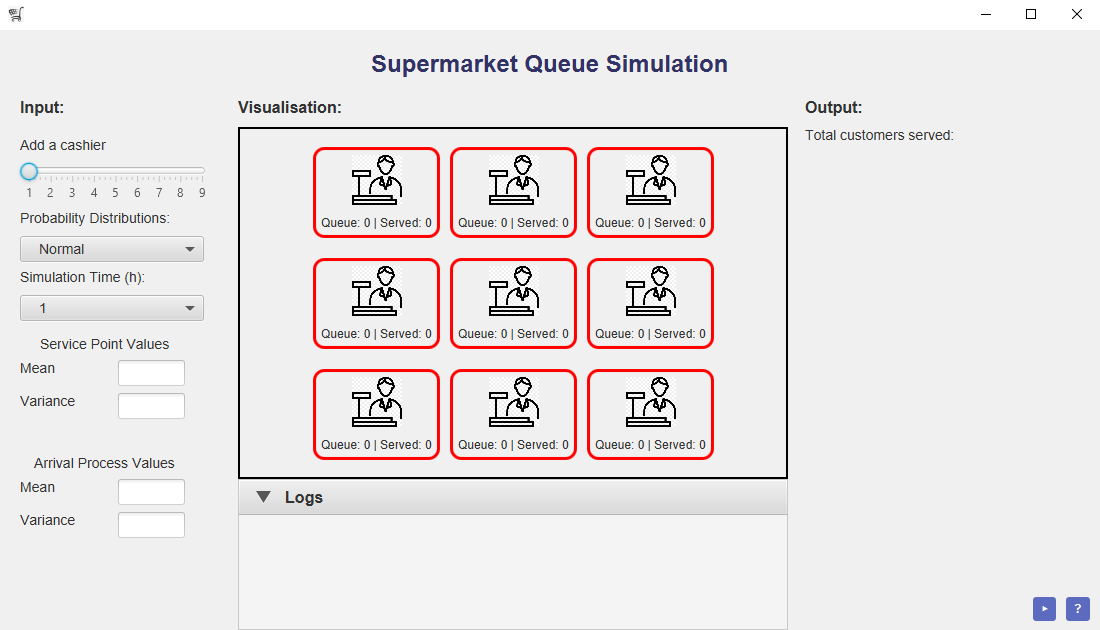 Supermarket Queue Simulation
Input:
Add a cashier
1 2 3 4 5 6 7 8 9
Probability Distributions:
Normal
Simulation Time (h):
1
Service Point Values
Mean
Variance
Arrival Process Values
Mean
Variance
Visualisation:
Queue: 0 | Served: 0
Queue: 0 | Served: 0
Queue: 0 | Served: 0
Queue: 0 | Served: 0
Queue: 0 | Served: 0
Queue: 0 | Served: 0
Queue: 0 | Served: 0
Queue: 0 | Served: 0
Queue: 0 | Served: 0
Logs
Output:
Total customers served:
?